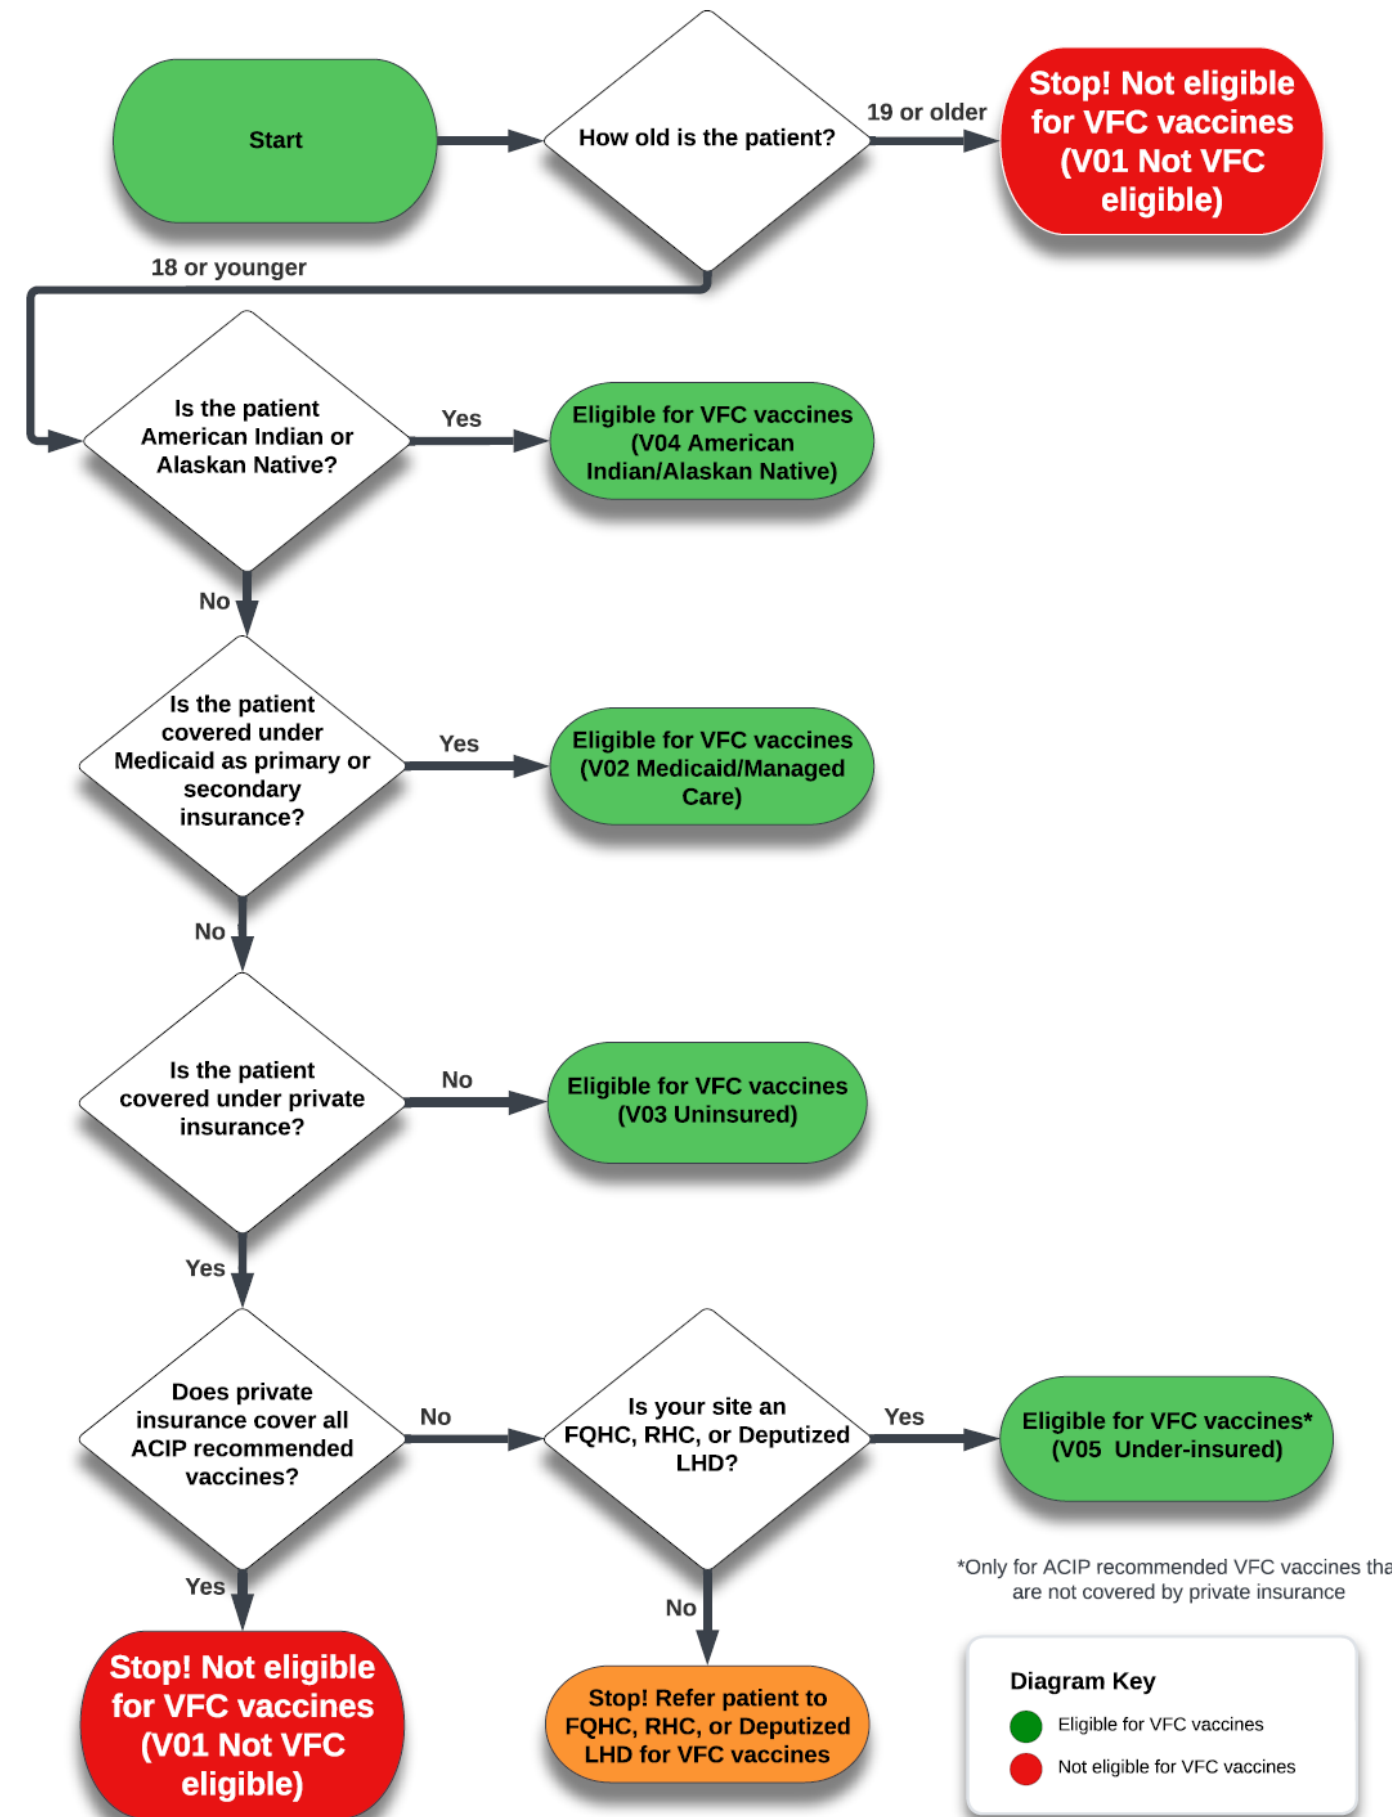 Start
How old is the patient?
19 or older
Stop! Not eligible
for VFC vaccines
(V01 Not VFC
eligible)
18 or younger
Is the patient
American Indian or
Alaskan Native?
Yes
Eligible for VFC vaccines
(V04 American
Indian/Alaskan Native)
No
Is the patient
covered under
Medicaid as primary or
secondary
insurance?
Yes
Eligible for VFC vaccines
(V02 Medicaid/Managed
Care)
No
Is the patient
covered under private
insurance?
No
Eligible for VFC vaccines
(V03 Uninsured)
Yes
Does private
insurance cover all
ACIP recommended
vaccines?
No
Is your site an
FQHC, RHC, or Deputized
LHD?
Yes
Eligible for VFC vaccines*
(V05 Under-insured)
*Only for ACIP recommended VFC vaccines tha
are not covered by private insurance
Yes
Stop! Not eligible
for VFC vaccines
(V01 Not VFC
eligible)
No
Stop! Refer patient to
FQHC, RHC, or Deputized
LHD for VFC vaccines
Diagram Key
Eligible for VFC vaccines
Not eligible for VFC vaccines